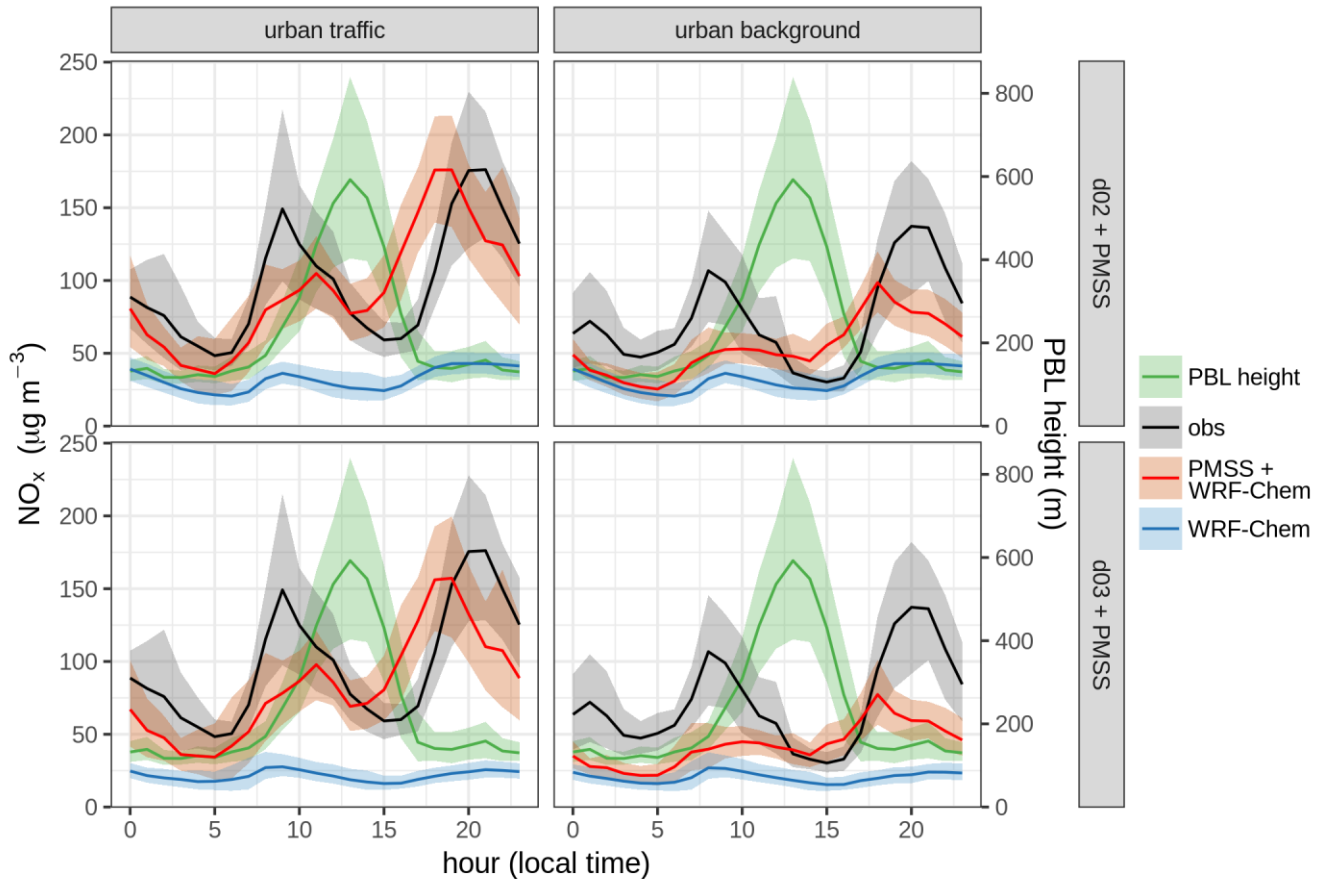 urban traffic
urban background
250
200
150
100
50
0
800
600
400
200
0
d02 + PMSS
250
200
150
100
50
0
800
600
400
200
0
d03 + PMSS
NOx (μg m−3)
PBL height (m)
0 5 10 15 20
0 5 10 15 20
hour (local time)
PBL height
obs
PMSS +
WRF-Chem
WRF-Chem